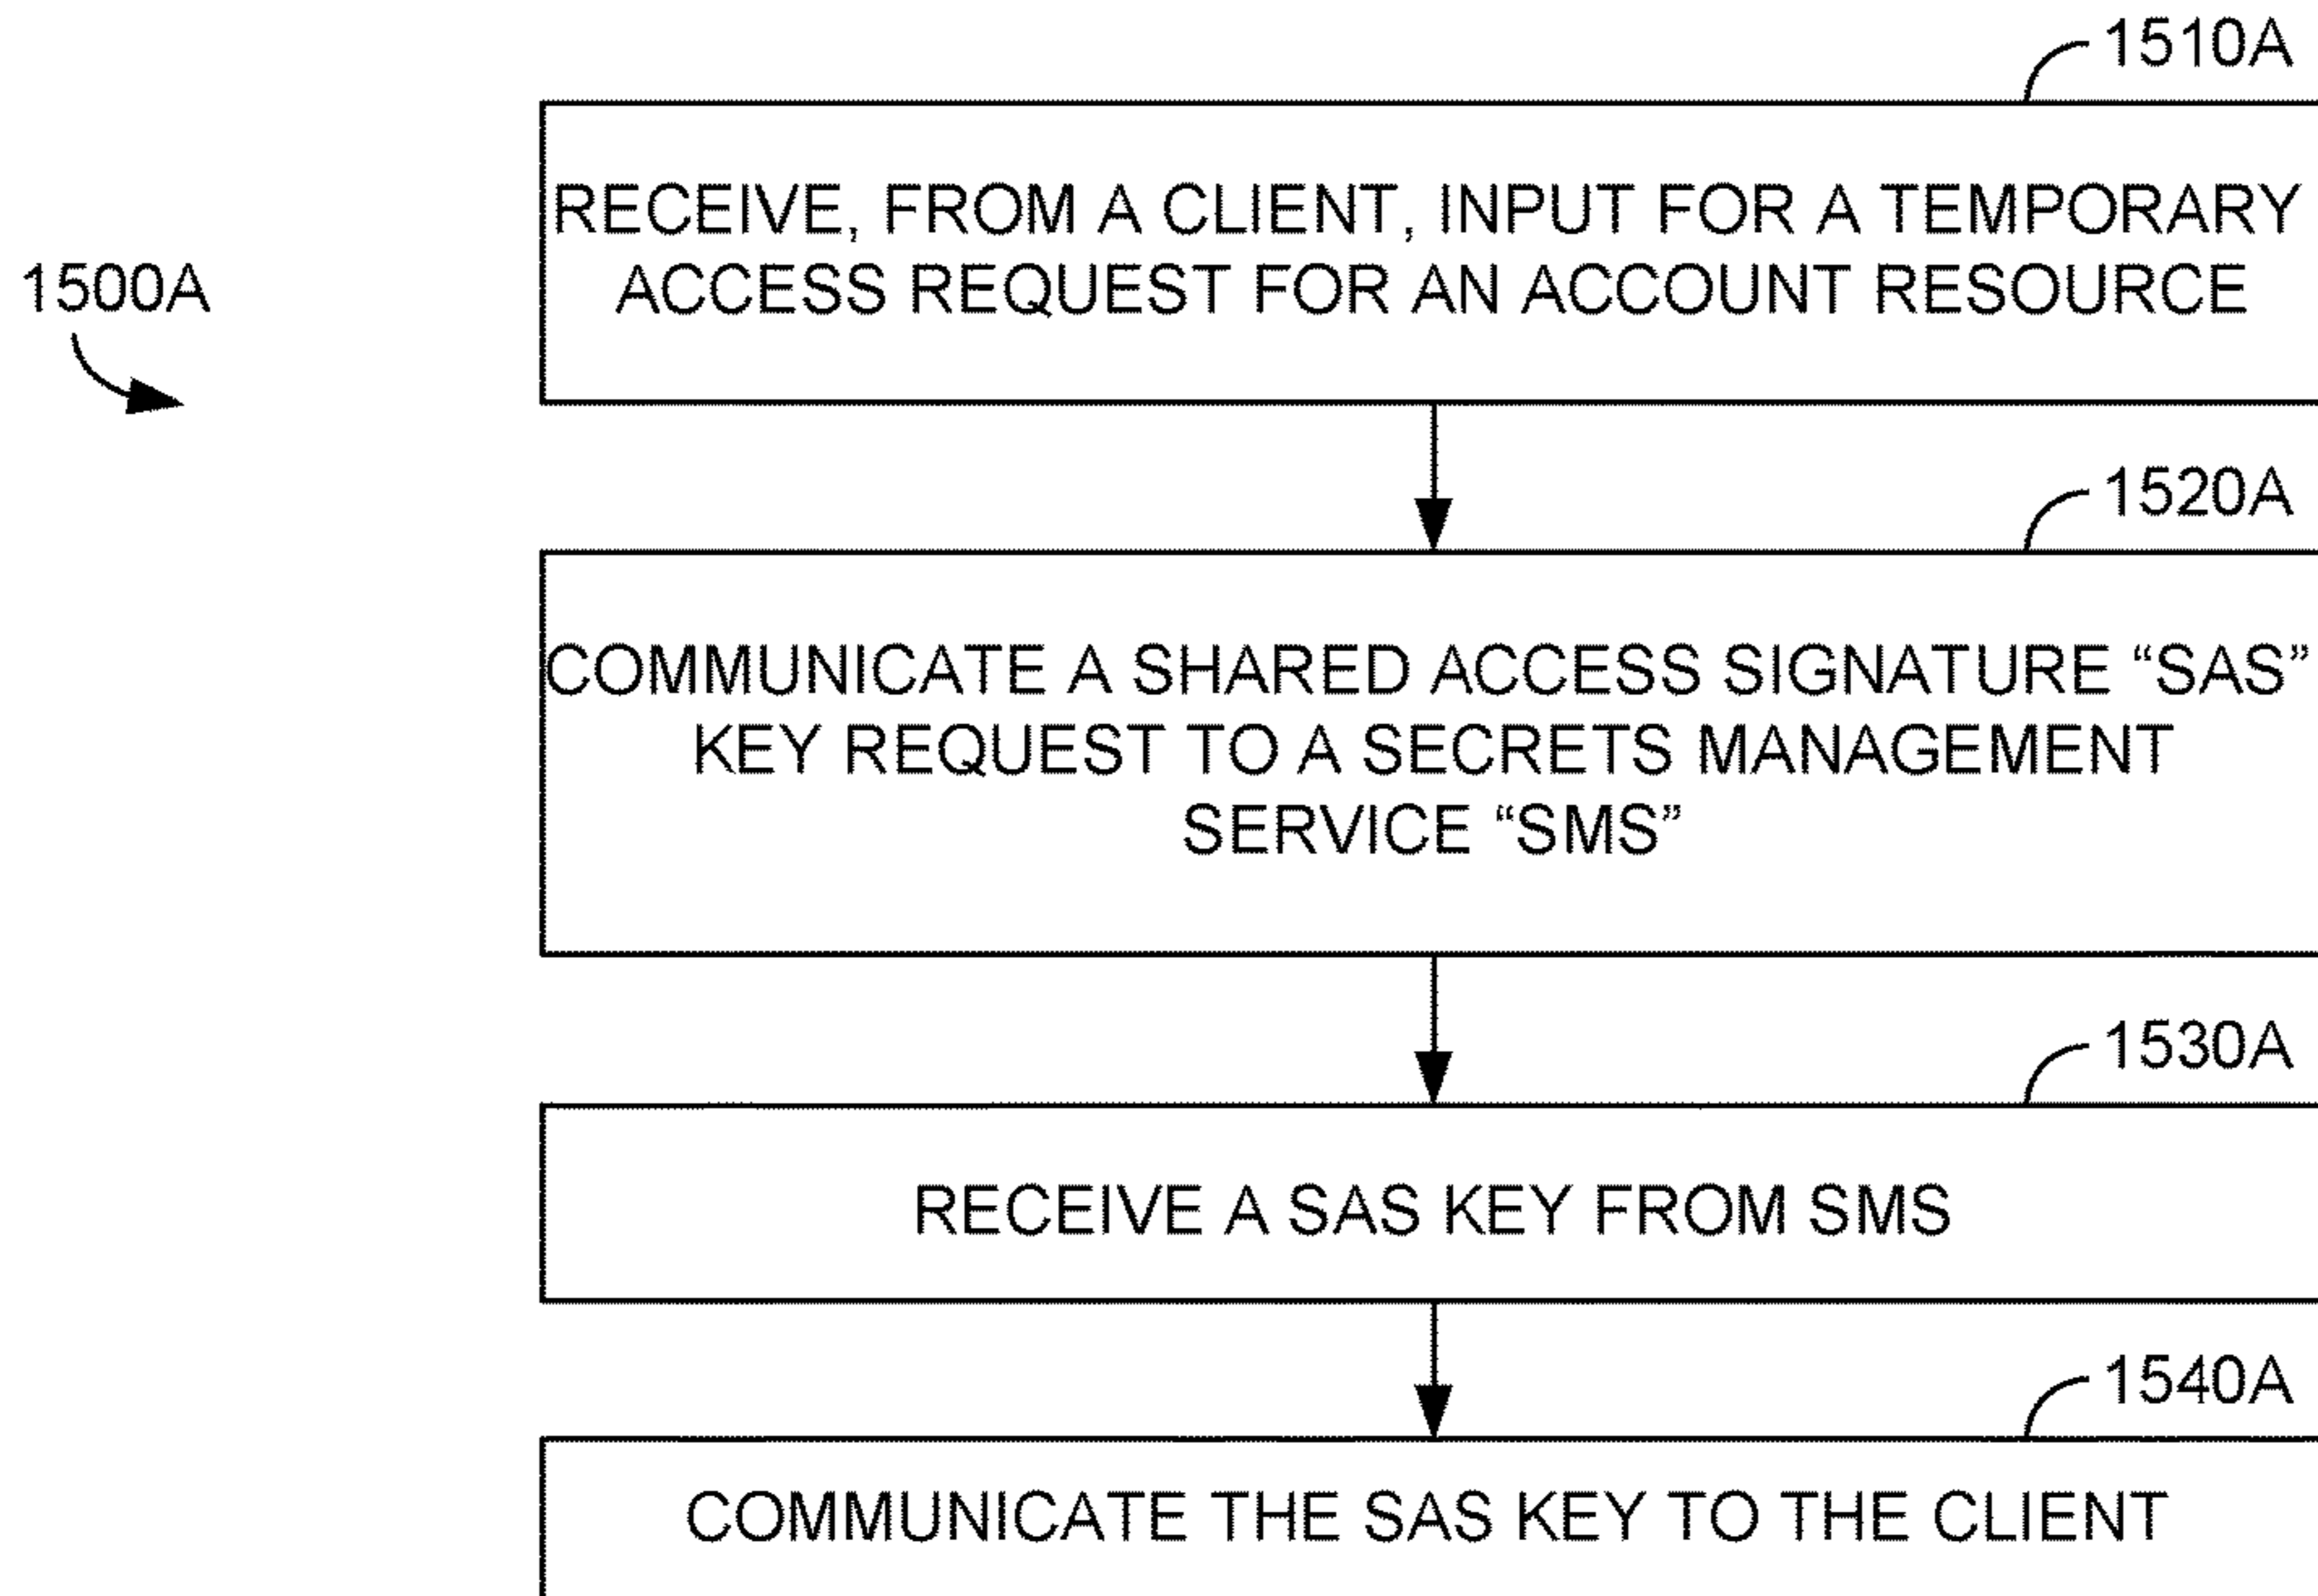 1510A
RECEIVE, FROM A CLIENT, INPUT FOR A TEMPORARY
ACCESS REQUEST FOR AN ACCOUNT RESOURCE
1500A
1520A
COMMUNICATE A SHARED ACCESS SIGNATURE “SAS”
KEY REQUEST TO A SECRETS MANAGEMENT
SERVICE “SMS”
1530A
RECEIVE A SAS KEY FROM SMS
1540A
COMMUNICATE THE SAS KEY TO THE CLIENT